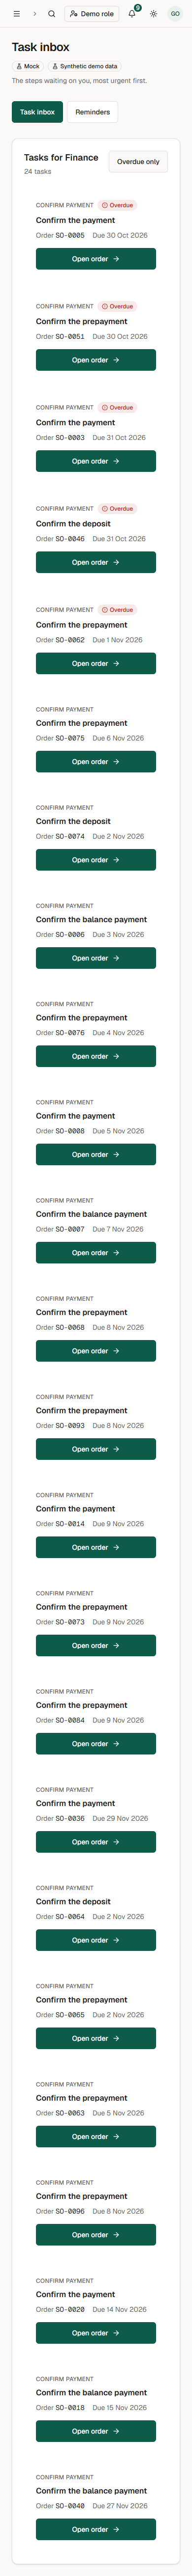 Demo role
9
GO
Task inbox
Mock
Synthetic demo data
The steps waiting on you, most urgent first.
Task inbox
Reminders
Tasks for Finance
24 tasks
Overdue only
CONFIRM PAYMENT Overdue
Confirm the payment
Order SO-0005 Due 30 Oct 2026
Open order
CONFIRM PAYMENT Overdue
Confirm the prepayment
Order SO-0051 Due 30 Oct 2026
Open order
CONFIRM PAYMENT Overdue
Confirm the payment
Order SO-0003 Due 31 Oct 2026
Open order
CONFIRM PAYMENT Overdue
Confirm the deposit
Order SO-0046 Due 31 Oct 2026
Open order
CONFIRM PAYMENT Overdue
Confirm the prepayment
Order SO-0062 Due 1 Nov 2026
Open order
CONFIRM PAYMENT
Confirm the prepayment
Order SO-0075 Due 6 Nov 2026
Open order
CONFIRM PAYMENT
Confirm the deposit
Order SO-0074 Due 2 Nov 2026
Open order
CONFIRM PAYMENT
Confirm the balance payment
Order SO-0006 Due 3 Nov 2026
Open order
CONFIRM PAYMENT
Confirm the prepayment
Order SO-0076 Due 4 Nov 2026
Open order
CONFIRM PAYMENT
Confirm the payment
Order SO-0008 Due 5 Nov 2026
Open order
CONFIRM PAYMENT
Confirm the balance payment
Order SO-0007 Due 7 Nov 2026
Open order
CONFIRM PAYMENT
Confirm the prepayment
Order SO-0068 Due 8 Nov 2026
Open order
CONFIRM PAYMENT
Confirm the prepayment
Order SO-0093 Due 8 Nov 2026
Open order
CONFIRM PAYMENT
Confirm the payment
Order SO-0014 Due 9 Nov 2026
Open order
CONFIRM PAYMENT
Confirm the prepayment
Order SO-0073 Due 9 Nov 2026
Open order
CONFIRM PAYMENT
Confirm the prepayment
Order SO-0084 Due 9 Nov 2026
Open order
CONFIRM PAYMENT
Confirm the payment
Order SO-0036 Due 29 Nov 2026
Open order
CONFIRM PAYMENT
Confirm the deposit
Order SO-0064 Due 2 Nov 2026
Open order
CONFIRM PAYMENT
Confirm the prepayment
Order SO-0065 Due 2 Nov 2026
Open order
CONFIRM PAYMENT
Confirm the prepayment
Order SO-0063 Due 5 Nov 2026
Open order
CONFIRM PAYMENT
Confirm the prepayment
Order SO-0096 Due 8 Nov 2026
Open order
CONFIRM PAYMENT
Confirm the payment
Order SO-0020 Due 14 Nov 2026
Open order
CONFIRM PAYMENT
Confirm the balance payment
Order SO-0018 Due 15 Nov 2026
Open order
CONFIRM PAYMENT
Confirm the balance payment
Order SO-0040 Due 27 Nov 2026
Open order